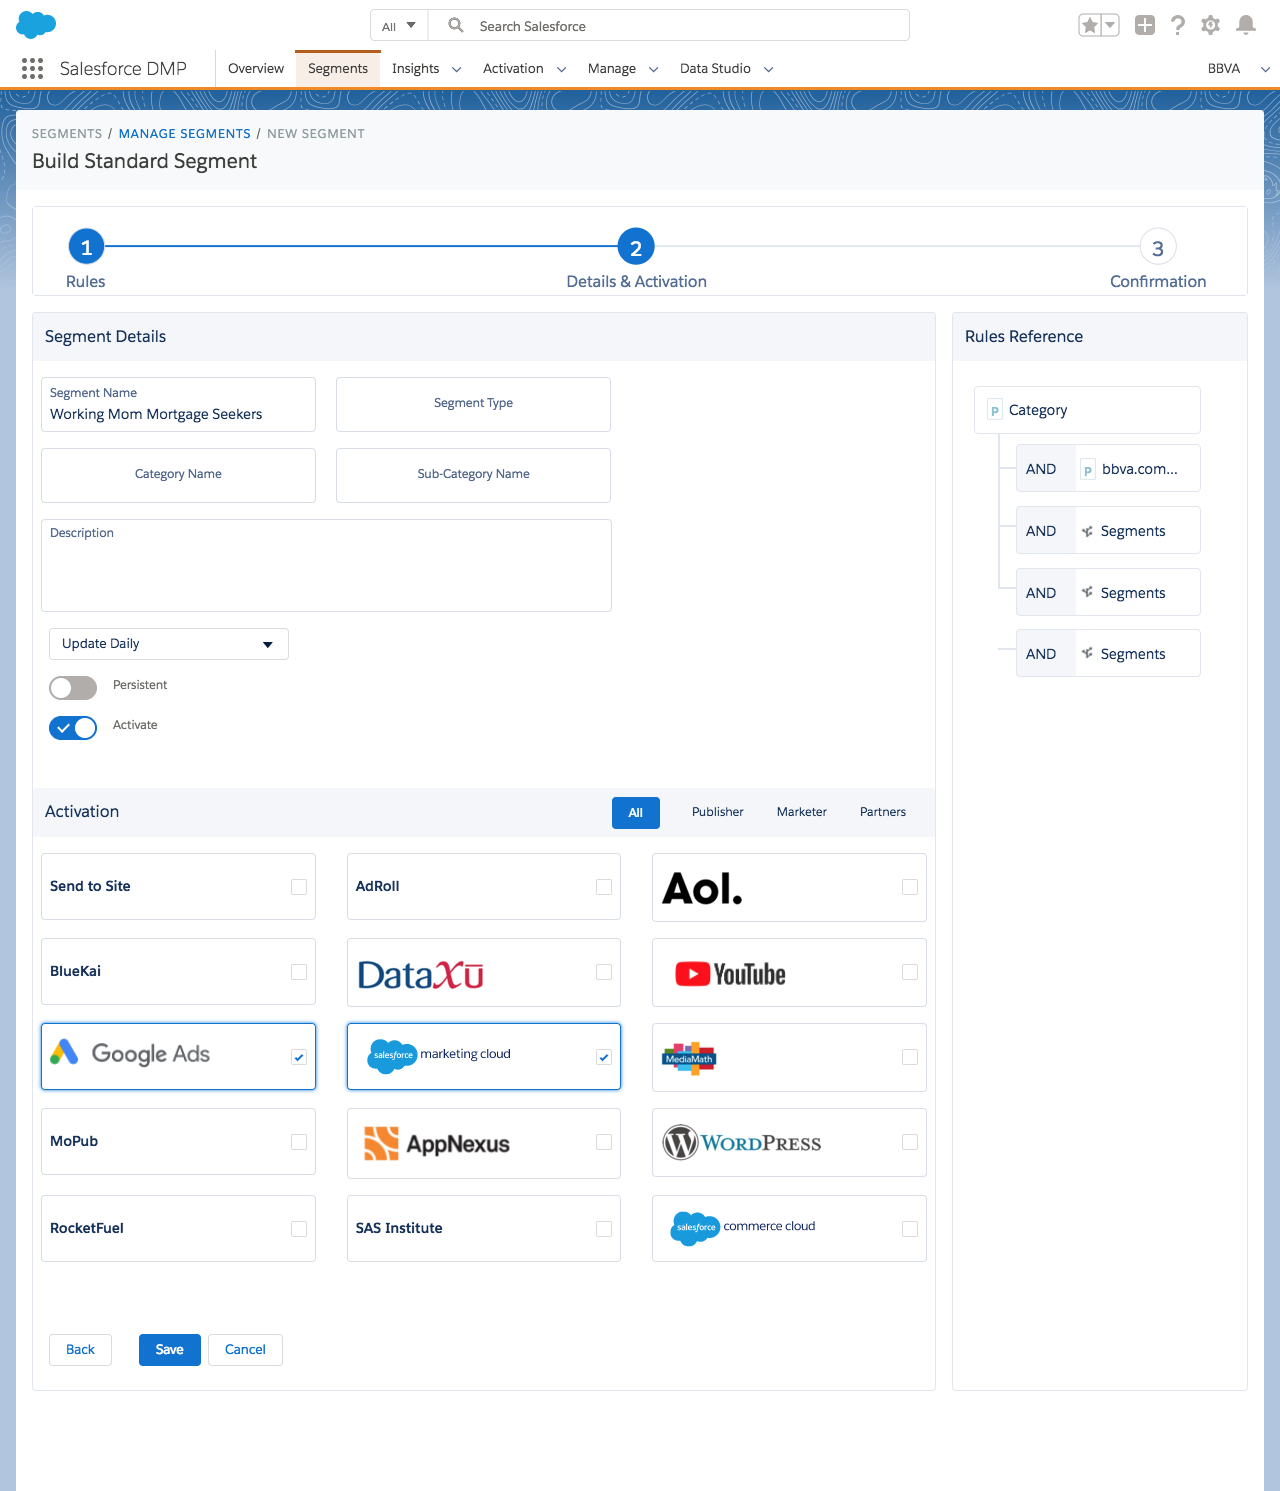 All
Search Salesforce
Salesforce DMP
Overview
Segments
Insights
Activation
Manage
Data Studio
BBVA
SEGMENTS / MANAGE SEGMENTS / NEW SEGMENT
Build Standard Segment
1
2
3
Rules
Details & Activation
Confirmation
Segment Details
Segment Name
Working Mom Mortgage Seekers
Segment Type
Category Name
Sub-Category Name
Description
Update Daily
Persistent
Activate
Rules Reference
P Category
AND P bbva.com...
AND Segments
AND Segments
AND Segments
Activation
All
Publisher
Marketer
Partners
Send to Site
AdRoll
Aol.
BlueKai
DataXū
YouTube
Google Ads
salesforce marketing cloud
MediaMath
MoPub
AppNexus
WORDPRESS
RocketFuel
SAS Institute
salesforce commerce cloud
Back
Save
Cancel